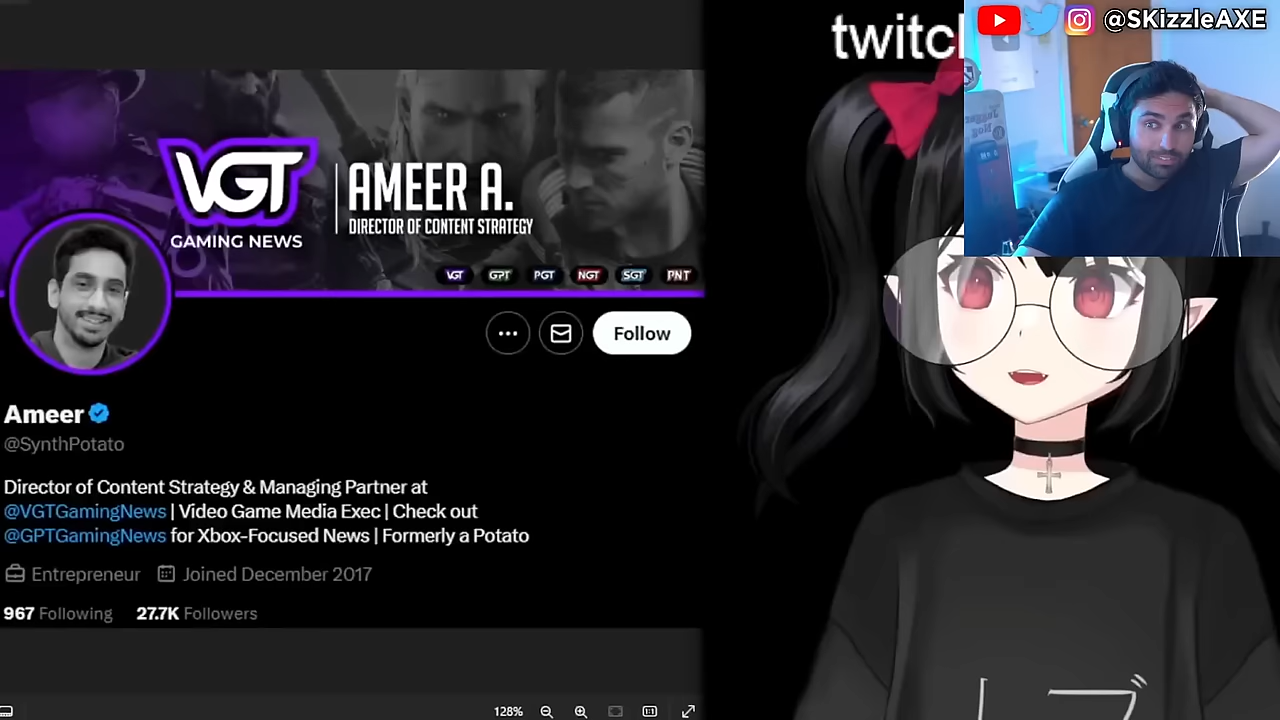 twitch
@SKizzleAXE
VGT
GAMING NEWS
AMEER A.
DIRECTOR OF CONTENT STRATEGY
VGT GPT PGT NGT SGT PNT
Follow
Ameer
@SynthPotato
Director of Content Strategy & Managing Partner at
@VGTGamingNews | Video Game Media Exec | Check out
@GPTGamingNews for Xbox-Focused News | Formerly a Potato
Entrepreneur Joined December 2017
967 Following 27.7K Followers
128%